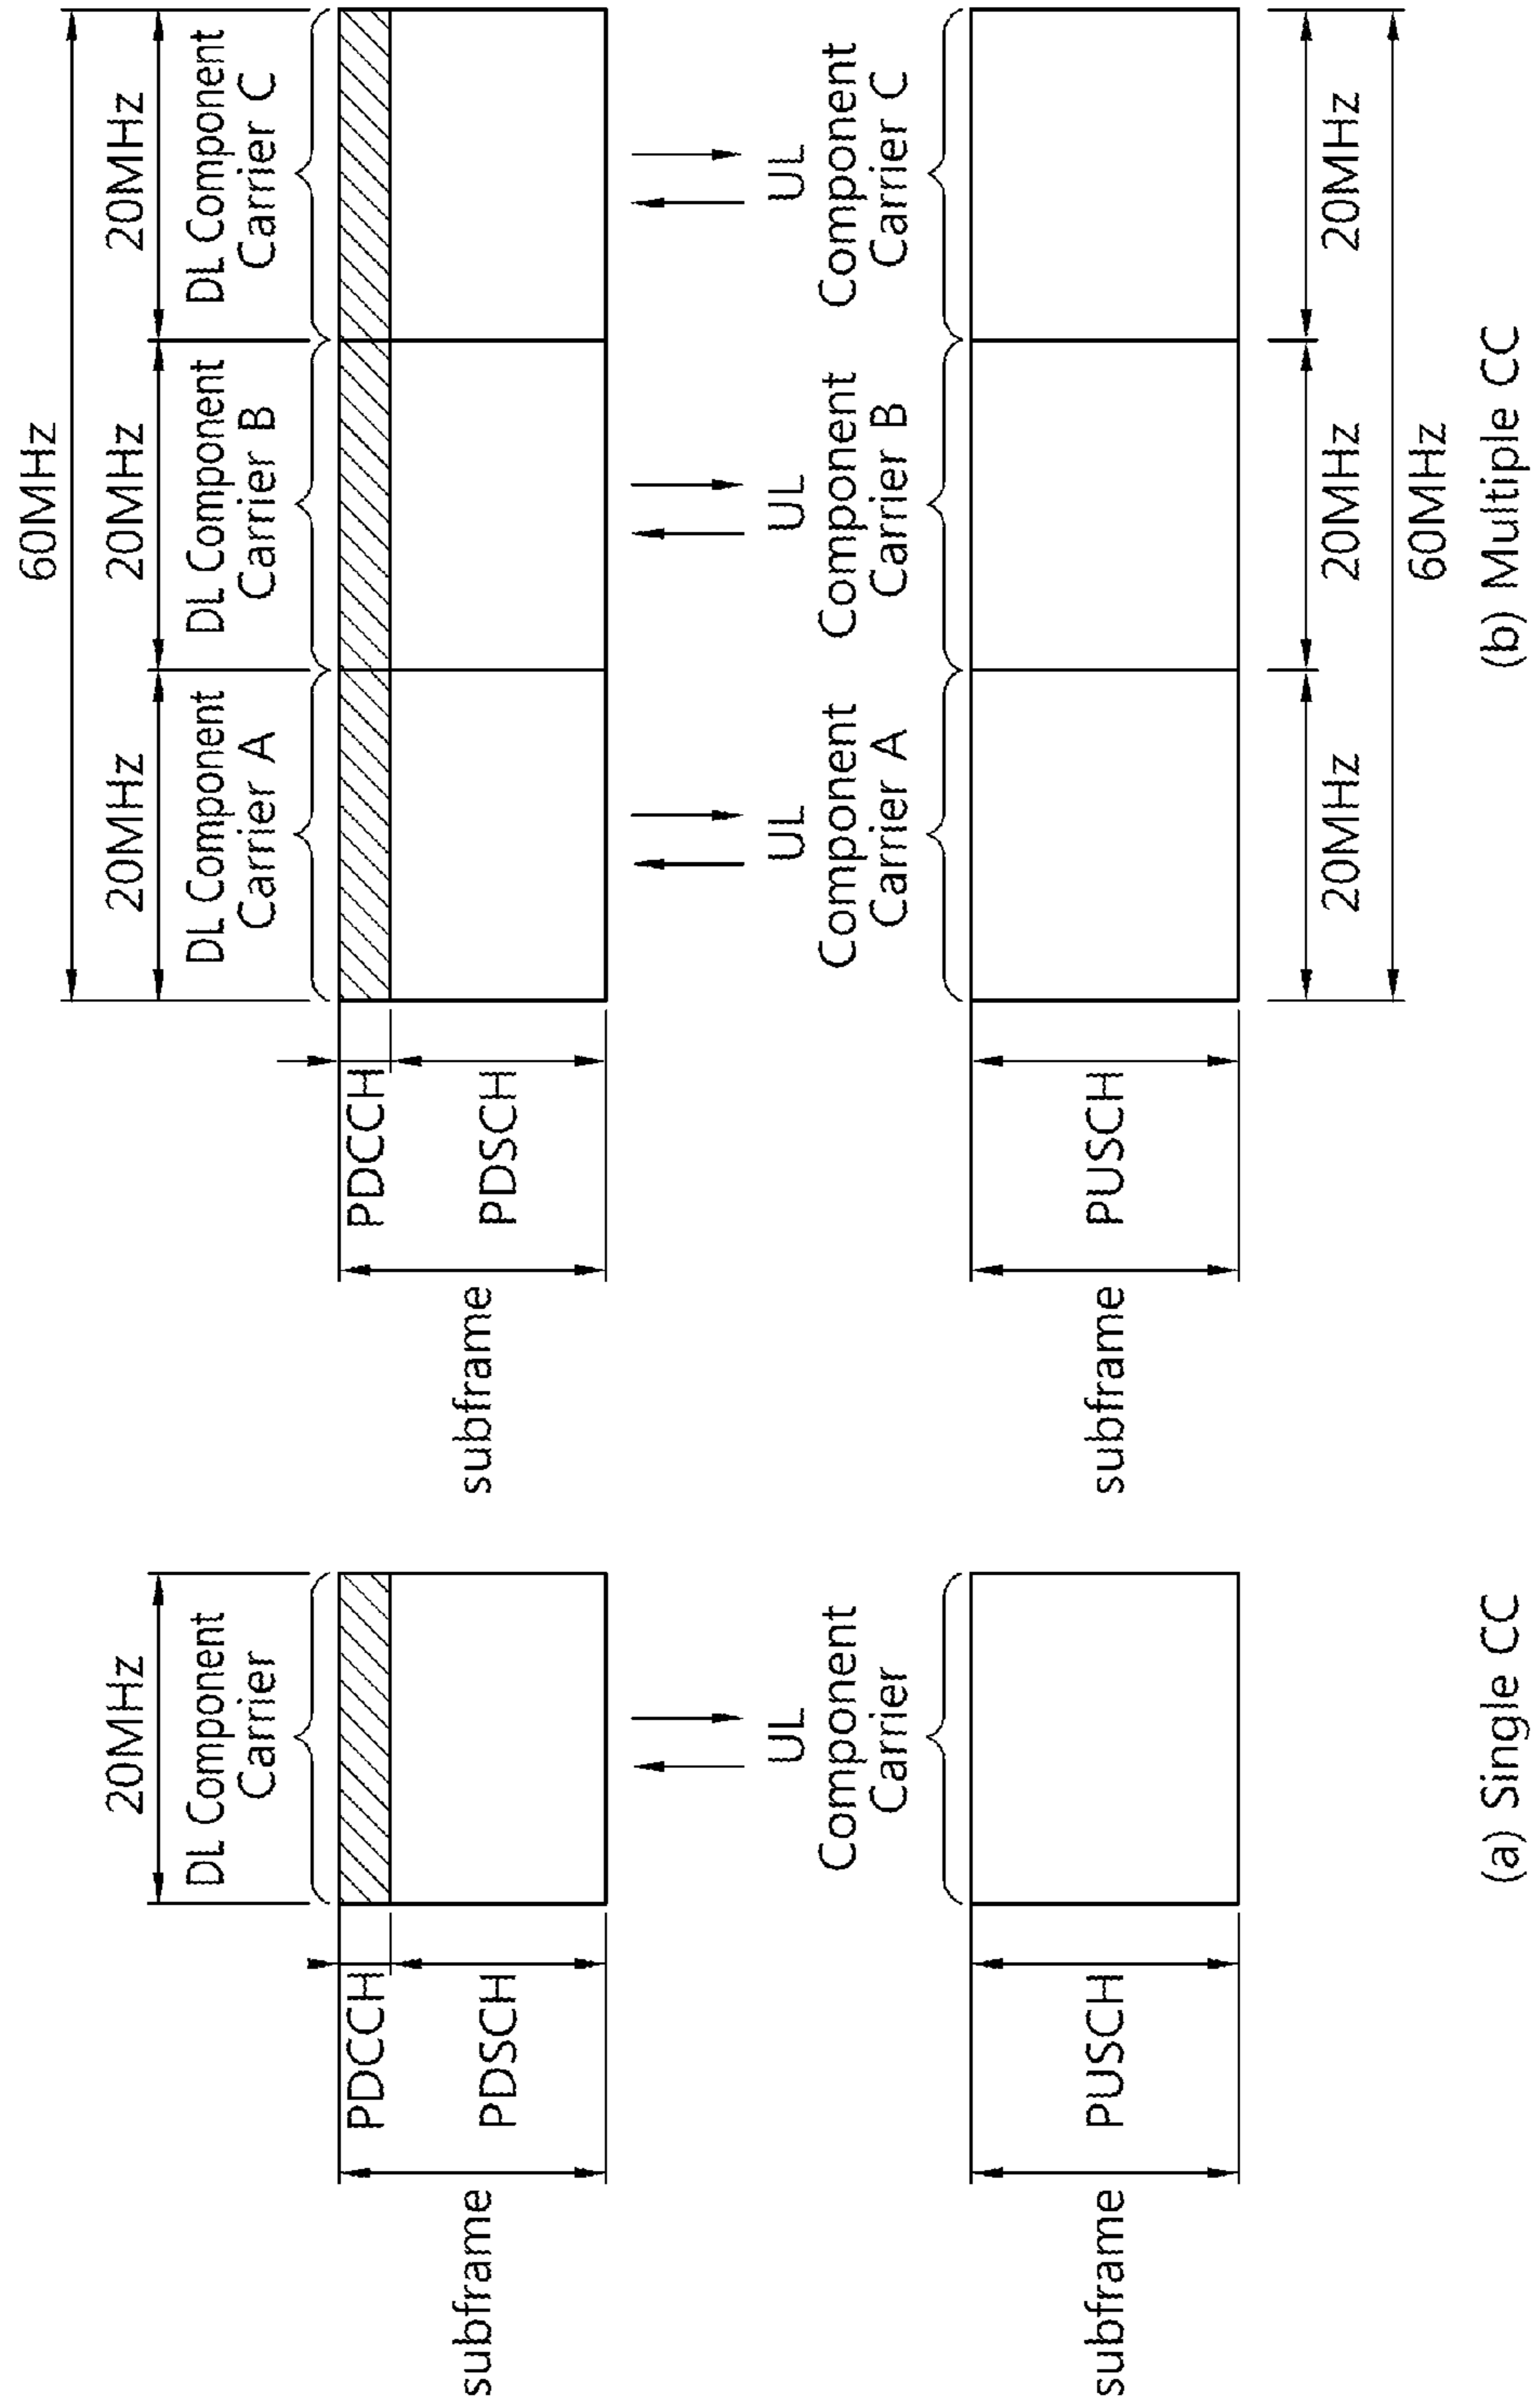 20MHz
DL Component
Carrier
PDCCH
PDSCH
subframe
UL
Component
Carrier
PUSCH
subframe
(a) Single CC
60MHz
20MHz
20MHz
20MHz
DL Component
Carrier A
DL Component
Carrier B
DL Component
Carrier C
PDCCH
PDSCH
subframe
UL
Component
Carrier A
UL
Component
Carrier B
UL
Component
Carrier C
PUSCH
subframe
20MHz
20MHz
20MHz
60MHz
(b) Multiple CC